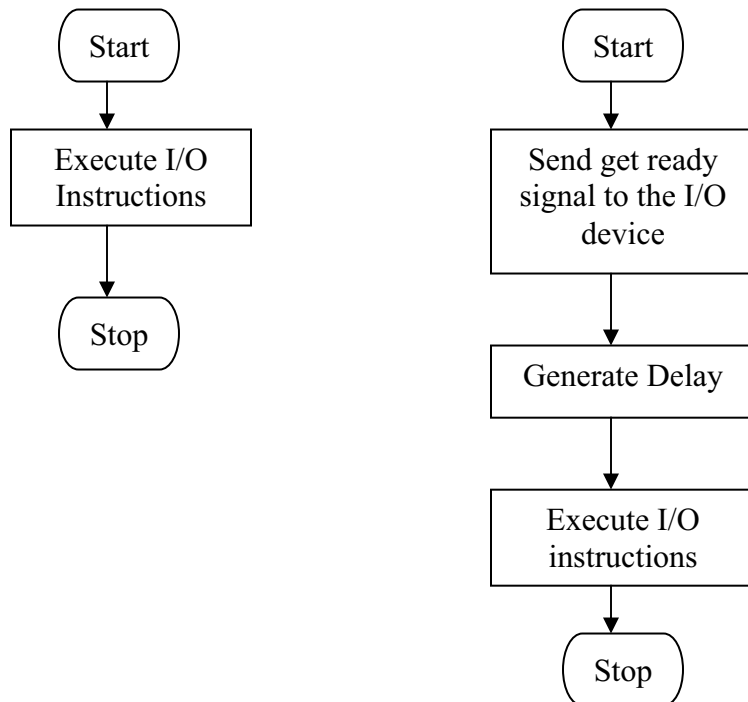 Start
Execute I/O
Instructions
Stop
Start
Send get ready
signal to the I/O
device
Generate Delay
Execute I/O
instructions
Stop